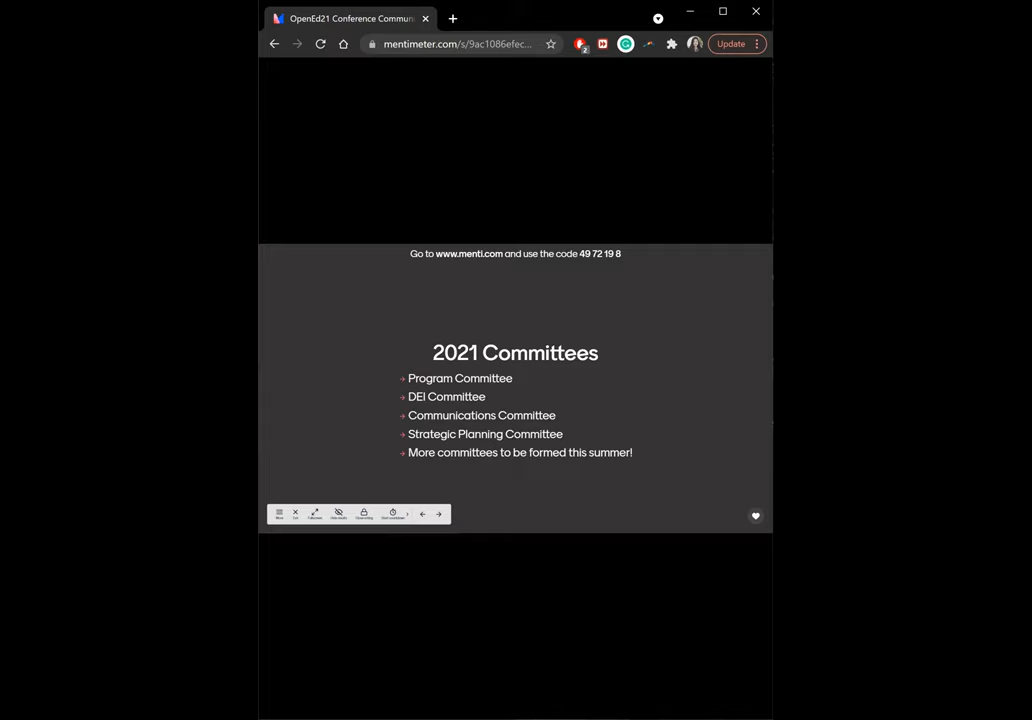 OpenEd21 Conference Commun
mentimeter.com/s/9ac1086efec...
2
Update
Go to www.menti.com and use the code 49 72 19 8
2021 Committees
Program Committee
DEI Committee
Communications Committee
Strategic Planning Committee
More committees to be formed this summer!